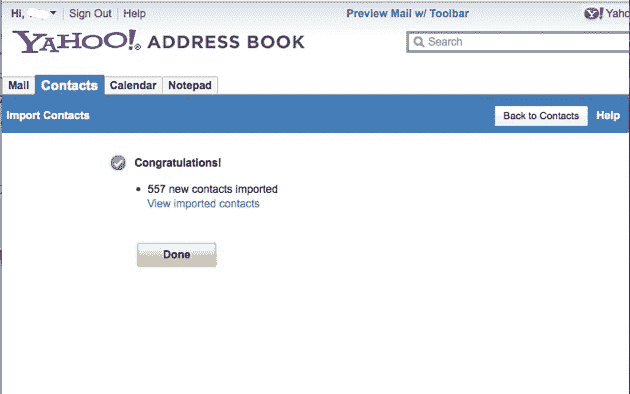 Hi, Sign Out Help Preview Mail w/ Toolbar Y! Yaho
YAHOO! ® ADDRESS BOOK Search
Mail Contacts Calendar Notepad
Import Contacts Back to Contacts Help
Congratulations!
• 557 new contacts imported
View imported contacts
Done